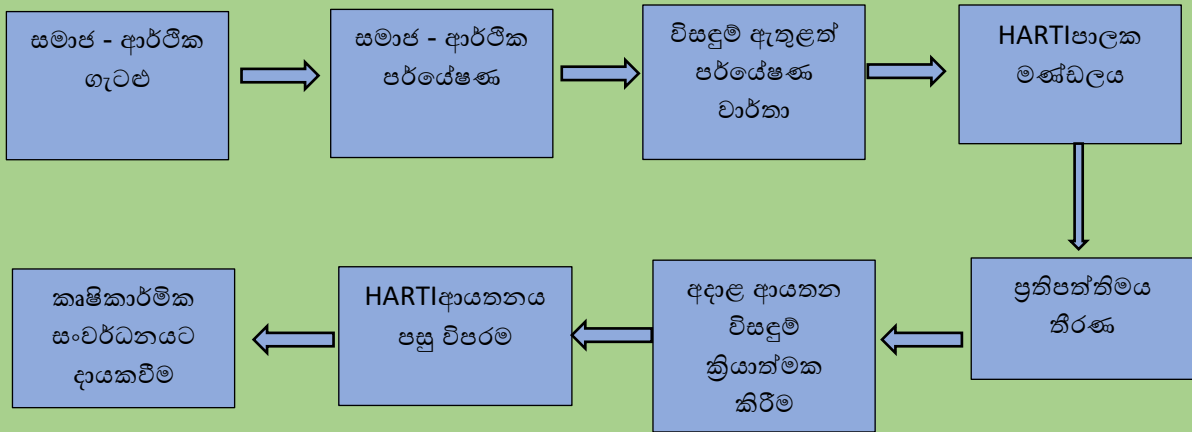 සමාජ - ආර්ථික
ගැටළු
සමාජ - ආර්ථික
පර්යේෂණ
විසඳුම් ඇතුළත්
පර්යේෂණ
වාර්තා
HARTIපාලක
මණ්ඩලය
ප්‍රතිපත්තිමය
තීරණ
අදාළ ආයතන
විසඳුම්
ක්‍රියාත්මක
කිරීම
HARTIආයතනය
පසු විපරම
කෘෂිකාර්මික
සංවර්ධනයට
දායකවීම